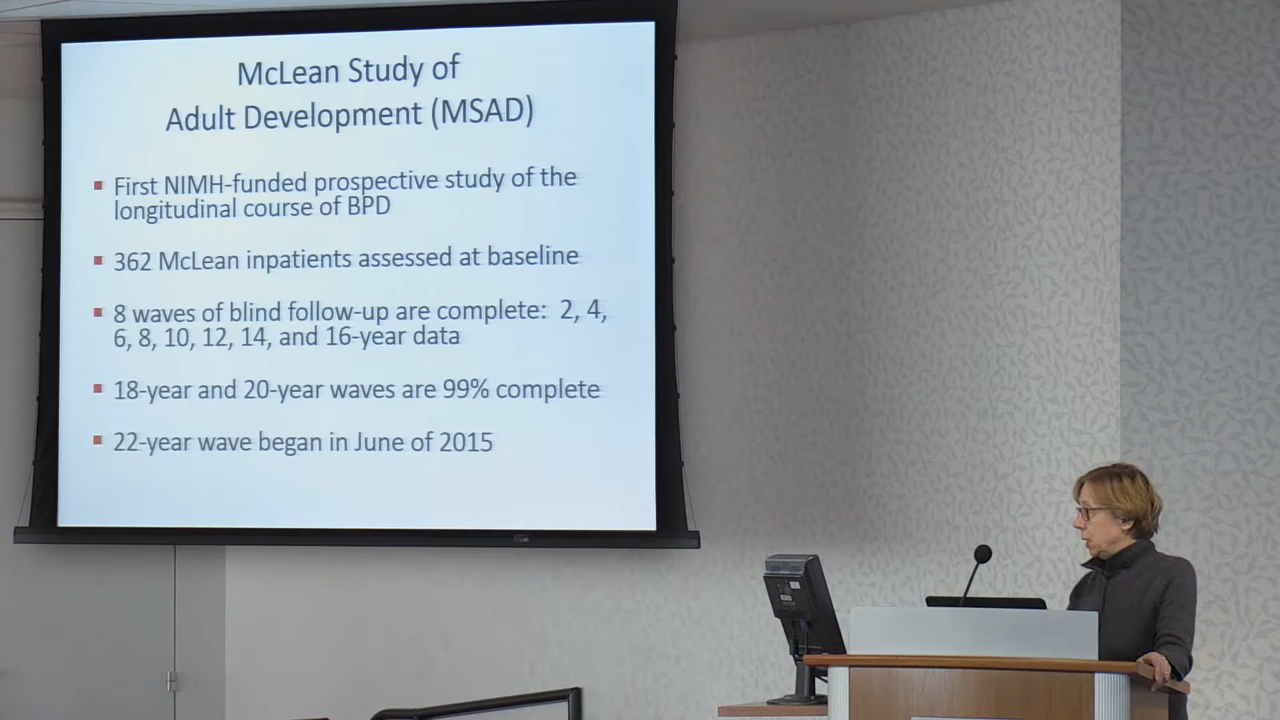 McLean Study of
Adult Development (MSAD)
First NIMH-funded prospective study of the
longitudinal course of BPD
362 McLean inpatients assessed at baseline
8 waves of blind follow-up are complete: 2, 4,
6, 8, 10, 12, 14, and 16-year data
18-year and 20-year waves are 99% complete
22-year wave began in June of 2015